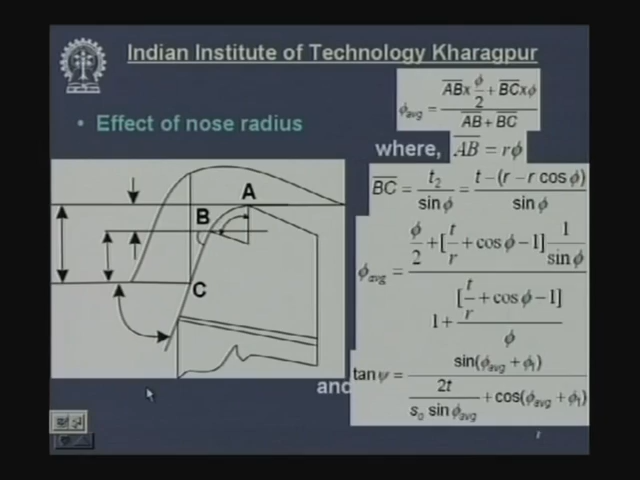 Indian Institute of Technology Kharagpur
• Effect of nose radius
φavg = (AB x φ/2 + BC x φ) / (AB + BC)
where, AB = rφ
BC = t2 / sin φ = (t − (r − r cos φ)) / sin φ
A
B
C
φavg = (φ/2 + [t/r + cos φ − 1] 1/sin φ) / (1 + [t/r + cos φ − 1] / φ)
and
tan ψ = sin(φavg + φ1) / (2t / (so sin φavg) + cos(φavg + φ1))